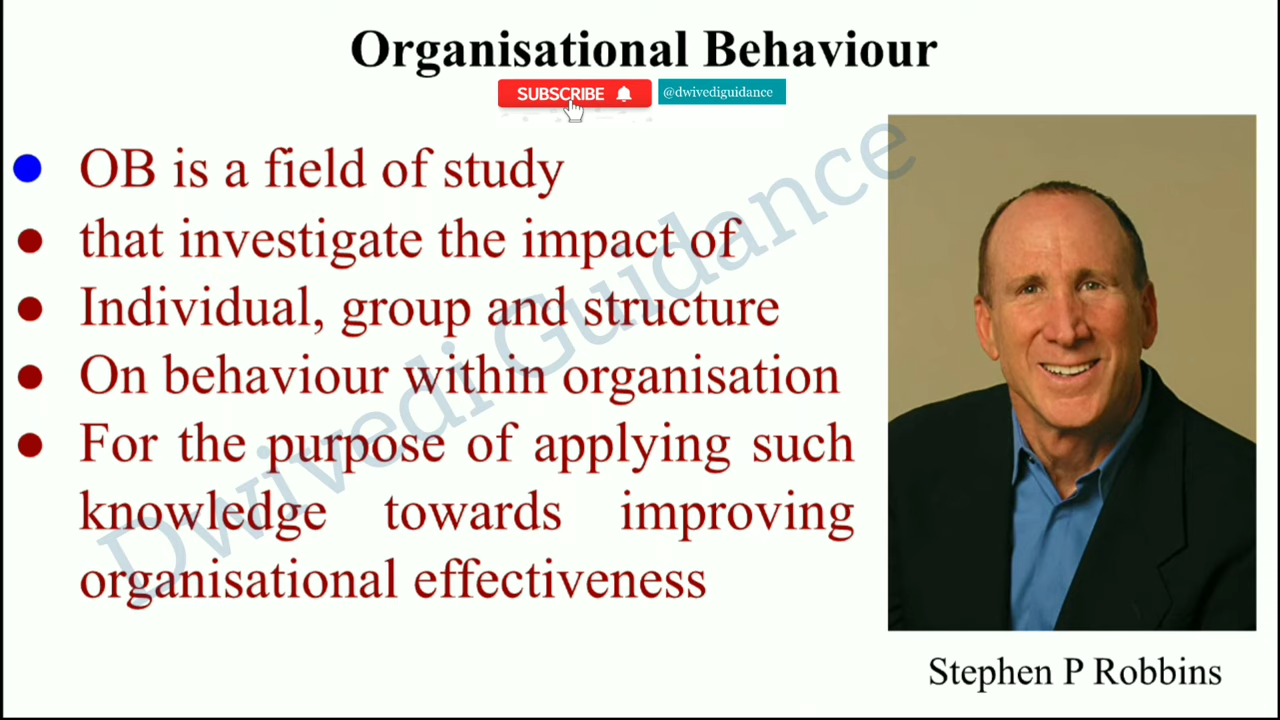 Organisational Behaviour
SUBSCRIBE
@dwivediguidance
OB is a field of study
that investigate the impact of
Individual, group and structure
On behaviour within organisation
For the purpose of applying such
knowledge towards improving
organisational effectiveness
Dwivedi Guidance
Stephen P Robbins